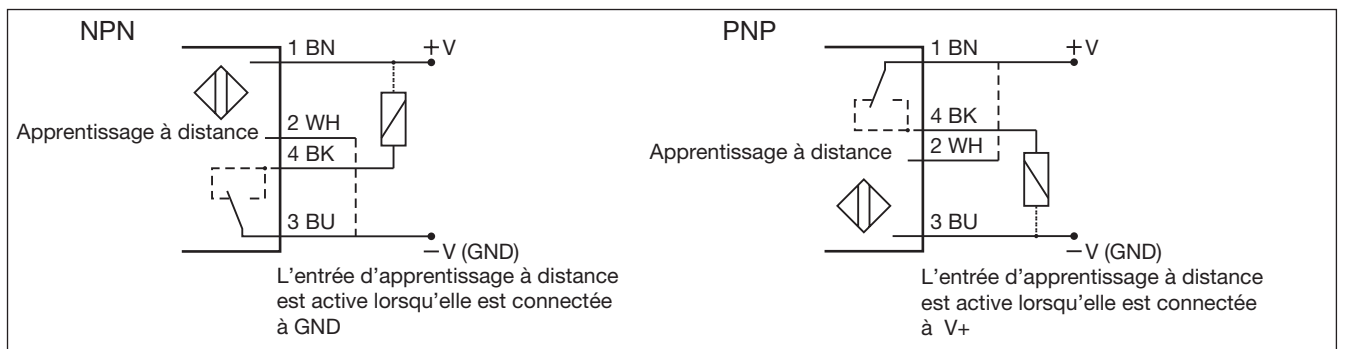 NPN
1 BN
+V
Apprentissage à distance
2 WH
4 BK
3 BU
–V (GND)
L'entrée d'apprentissage à distance
est active lorsqu'elle est connectée
à GND
PNP
1 BN
+V
4 BK
Apprentissage à distance
2 WH
3 BU
–V (GND)
L'entrée d'apprentissage à distance
est active lorsqu'elle est connectée
à V+